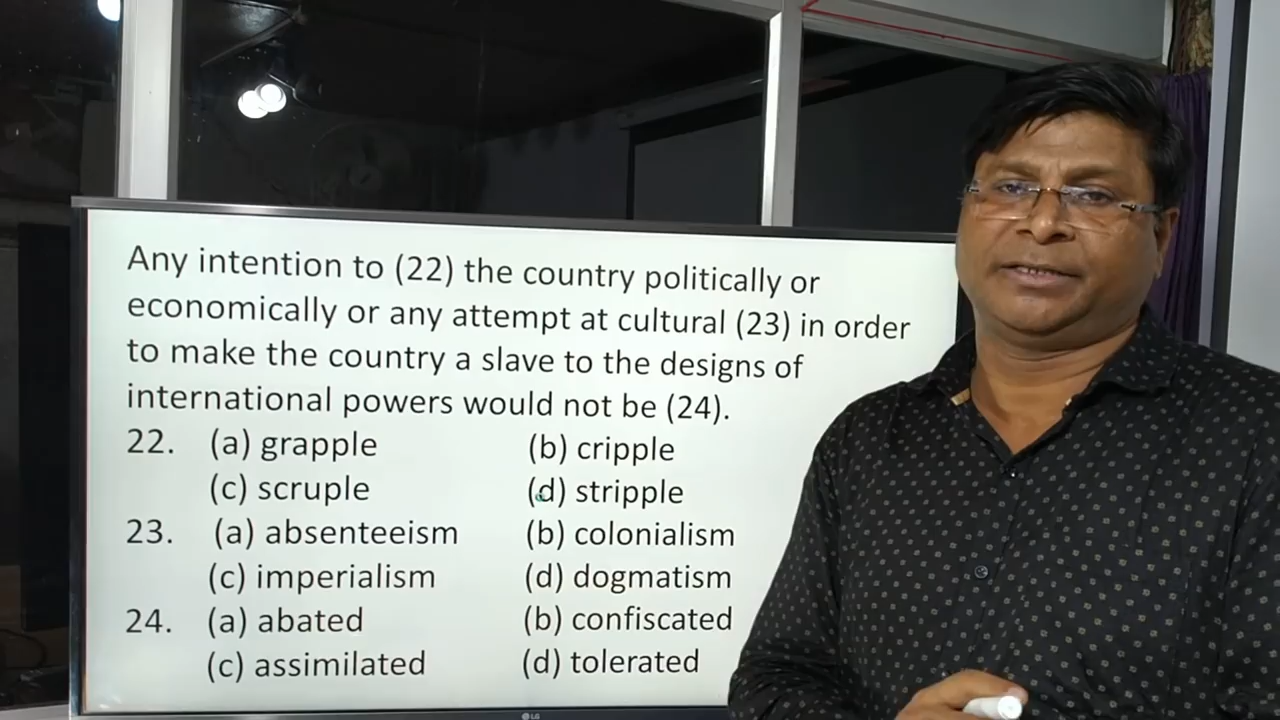 Any intention to (22) the country politically or
economically or any attempt at cultural (23) in order
to make the country a slave to the designs of
international powers would not be (24).
22. (a) grapple (b) cripple
(c) scruple (d) stripple
23. (a) absenteeism (b) colonialism
(c) imperialism (d) dogmatism
24. (a) abated (b) confiscated
(c) assimilated (d) tolerated
LG